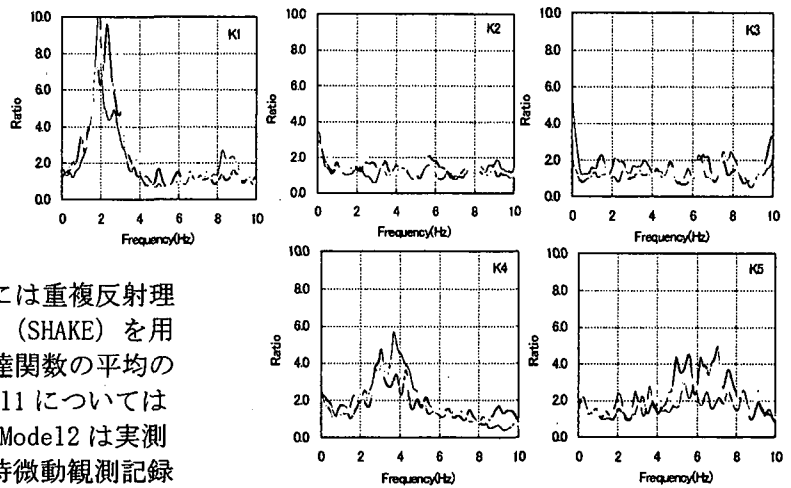 K1
10.0
8.0
6.0
4.0
2.0
0.0
Ratio
0 2 4 6 8 10
Frequency(Hz)
K2
10.0
8.0
6.0
4.0
2.0
0.0
Ratio
0 2 4 6 8 10
Frequency(Hz)
K3
10.0
8.0
6.0
4.0
2.0
0.0
Ratio
0 2 4 6 8 10
Frequency(Hz)
K4
10.0
8.0
6.0
4.0
2.0
0.0
Ratio
0 2 4 6 8 10
Frequency(Hz)
K5
10.0
8.0
6.0
4.0
2.0
0.0
Ratio
0 2 4 6 8 10
Frequency(Hz)
は重複反射理
(SHAKE) を用
達関数の平均の
l1 については
Model2 は実測
時微動観測記録